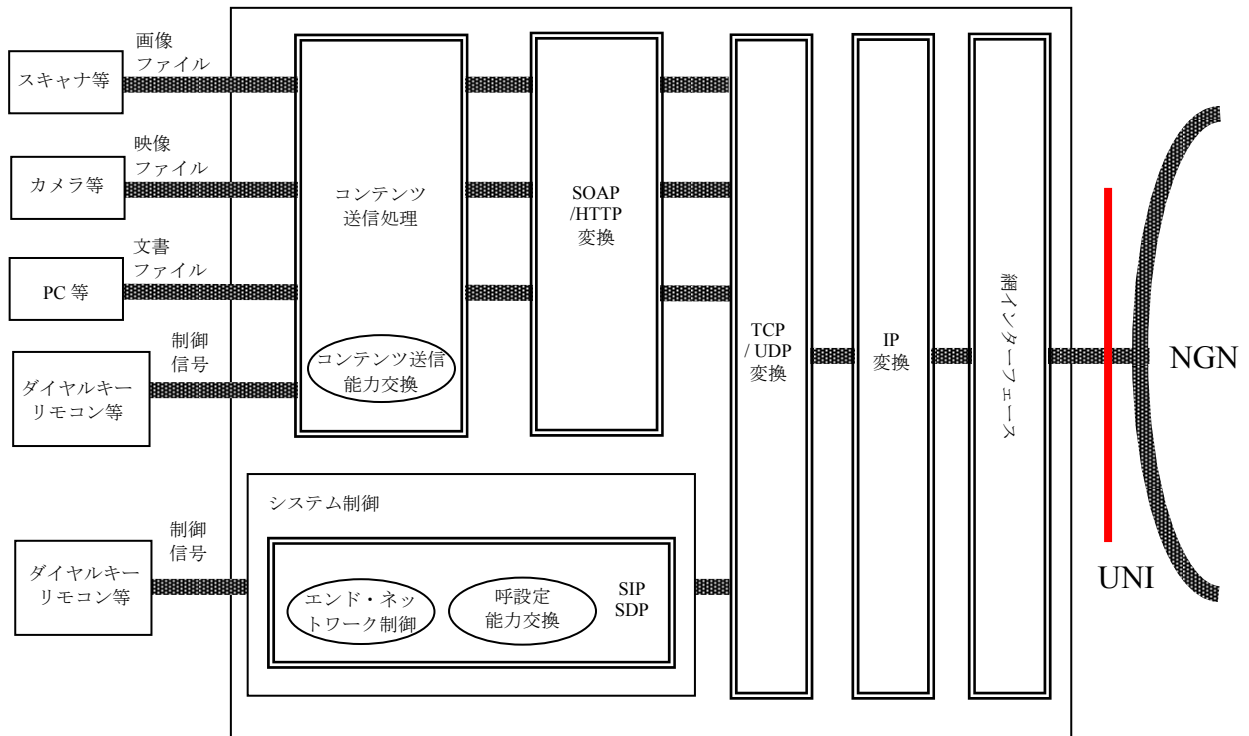 画像
ファイル
スキャナ等
映像
ファイル
カメラ等
文書
ファイル
PC 等
制御
信号
ダイヤルキー
リモコン等
制御
信号
ダイヤルキー
リモコン等
コンテンツ
送信処理
コンテンツ送信
能力交換
SOAP
/HTTP
変換
システム制御
エンド・ネッ
トワーク制御
呼設定
能力交換
SIP
SDP
TCP
/ UDP
変換
IP
変換
網インターフェース
UNI
NGN